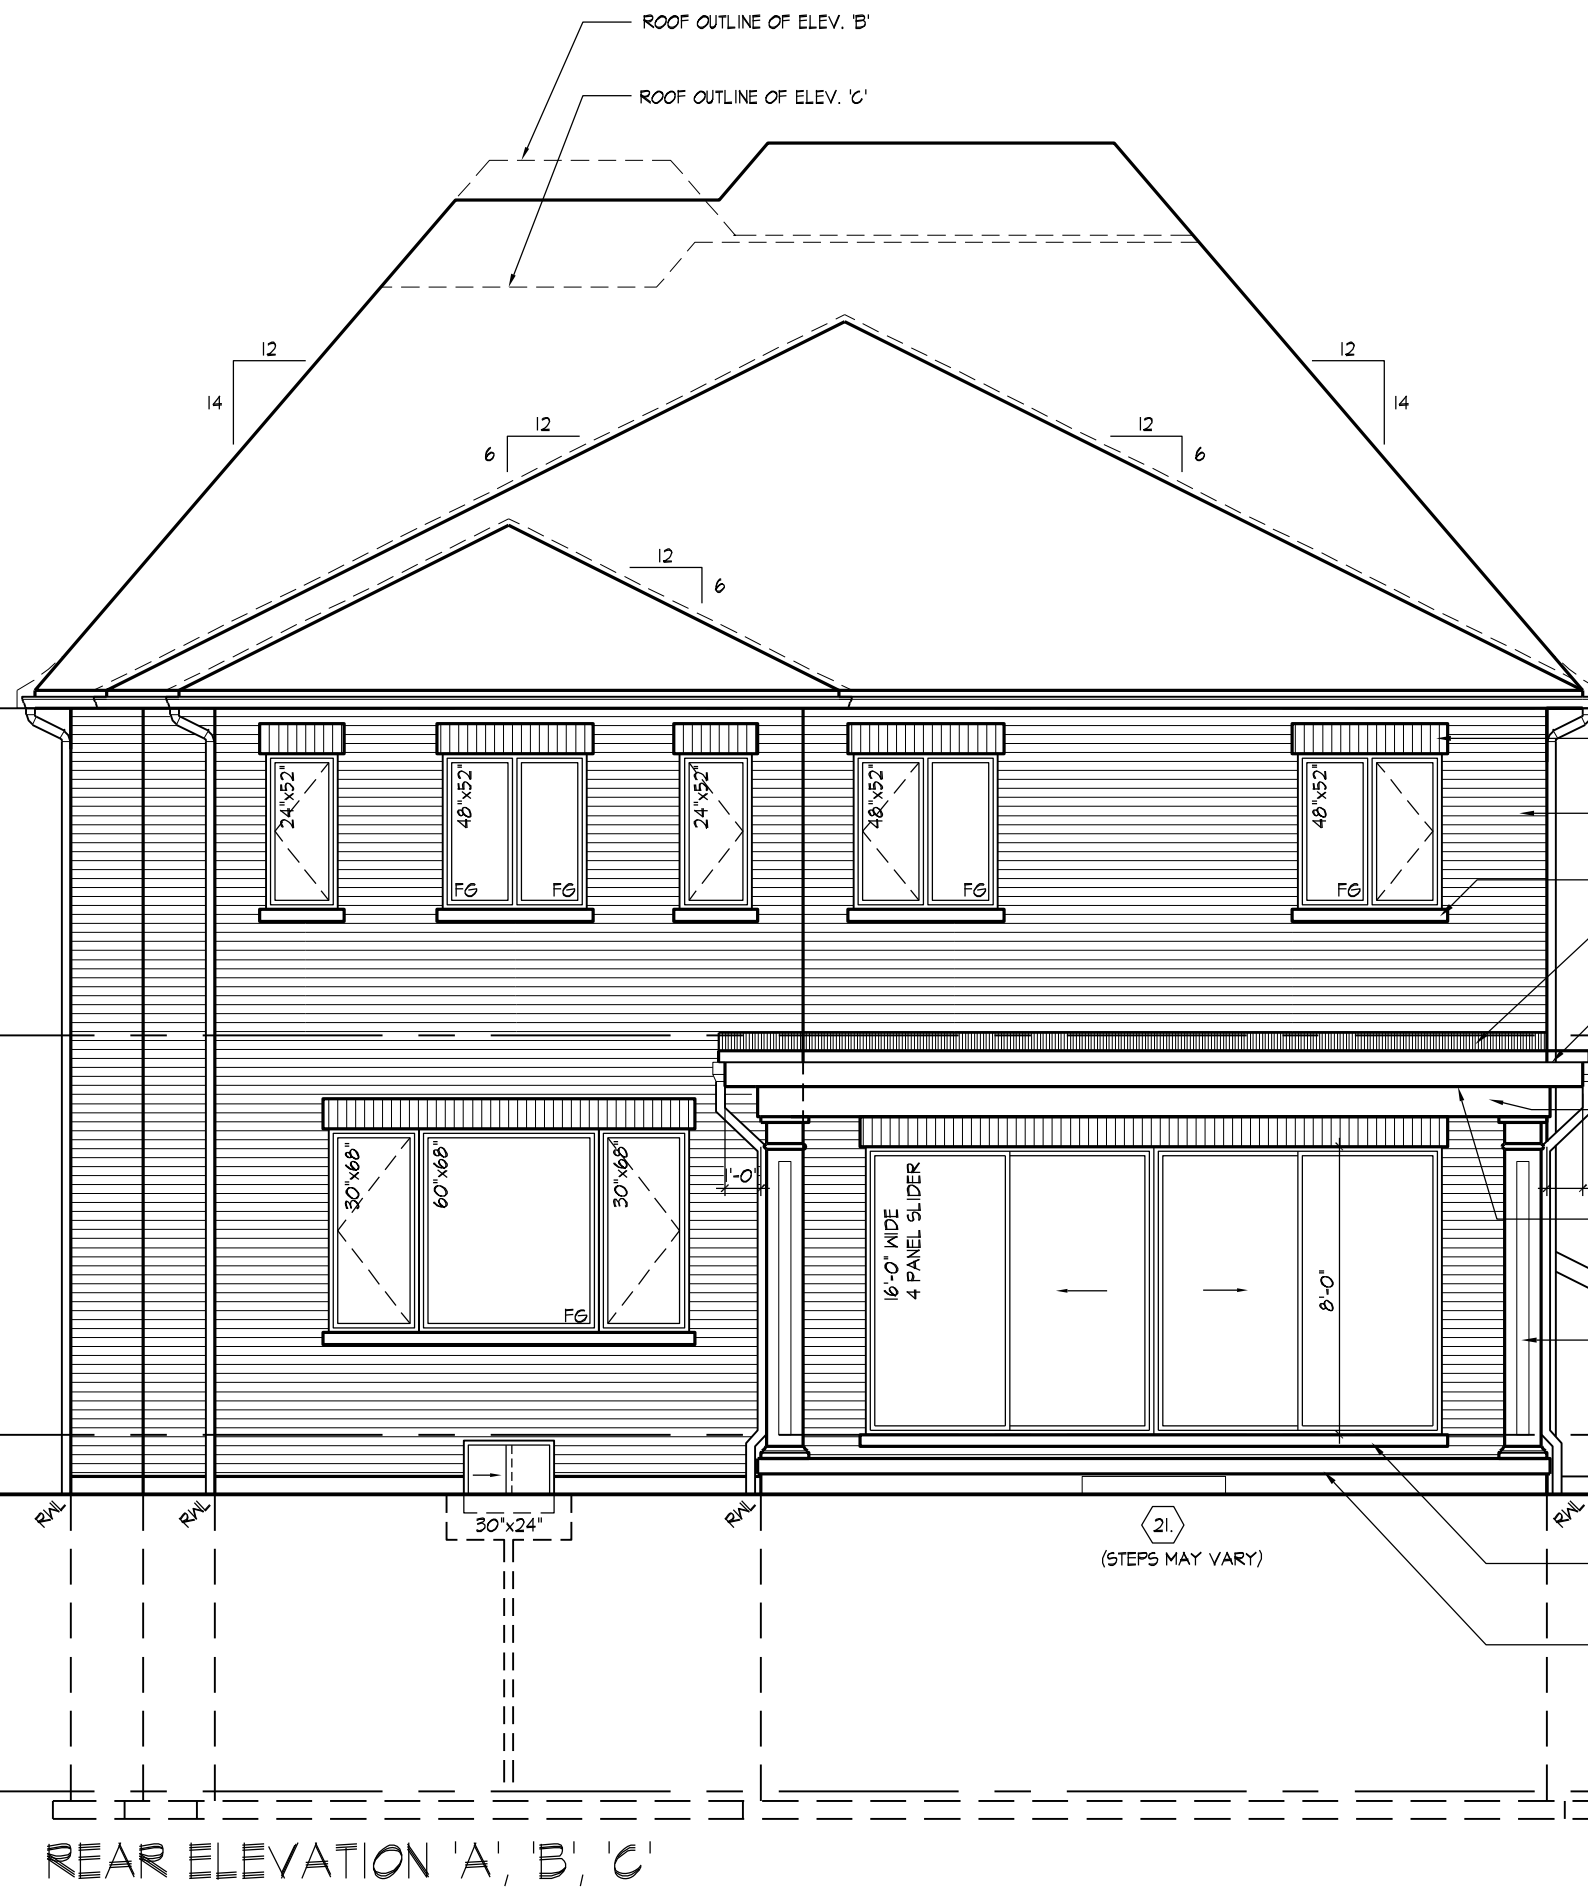 ROOF OUTLINE OF ELEV. 'B'
ROOF OUTLINE OF ELEV. 'C'
12
14
12
14
12
6
12
6
12
6
24"x52"
48"x52"
FG
FG
24"x52"
48"x52"
FG
48"x52"
FG
30"x68"
60"x68"
FG
30"x68"
1'-0"
16'-0" WIDE
4 PANEL SLIDER
8'-0"
RWL
RWL
RWL
RWL
30"x24"
21.
(STEPS MAY VARY)
REAR ELEVATION 'A', 'B', 'C'